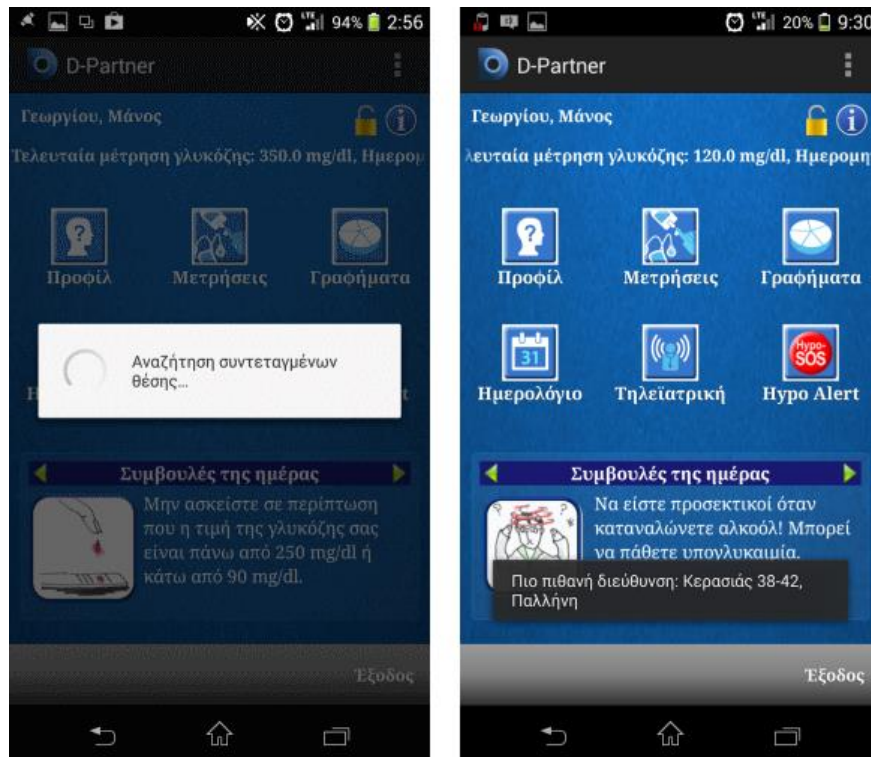 94% 2:56
D-Partner
Γεωργίου, Μάνος
Τελευταία μέτρηση γλυκόζης: 350.0 mg/dl, Ημερομ
Προφίλ Μετρήσεις Γραφήματα
Αναζήτηση συντεταγμένων
θέσης...
Συμβουλές της ημέρας
Μην ασκείστε σε περίπτωση
που η τιμή της γλυκόζης σας
είναι πάνω από 250 mg/dl ή
κάτω από 90 mg/dl.
Έξοδος
20% 9:30
D-Partner
Γεωργίου, Μάνος
λευταία μέτρηση γλυκόζης: 120.0 mg/dl, Ημερομη
Προφίλ Μετρήσεις Γραφήματα
31
Hypo-
SOS
Ημερολόγιο Τηλεϊατρική Hypo Alert
Συμβουλές της ημέρας
Να είστε προσεκτικοί όταν
καταναλώνετε αλκοόλ! Μπορεί
να πάθετε υπογλυκαιμία.
Πιο πιθανή διεύθυνση: Κερασιάς 38-42,
Παλλήνη
Έξοδος